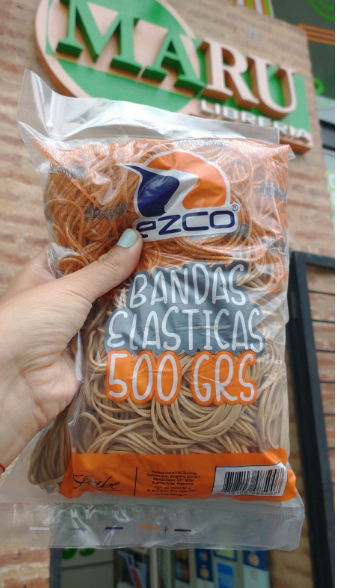 MARU
LIBRERIA
ezco®
BANDAS
ELASTICAS
500 GRS